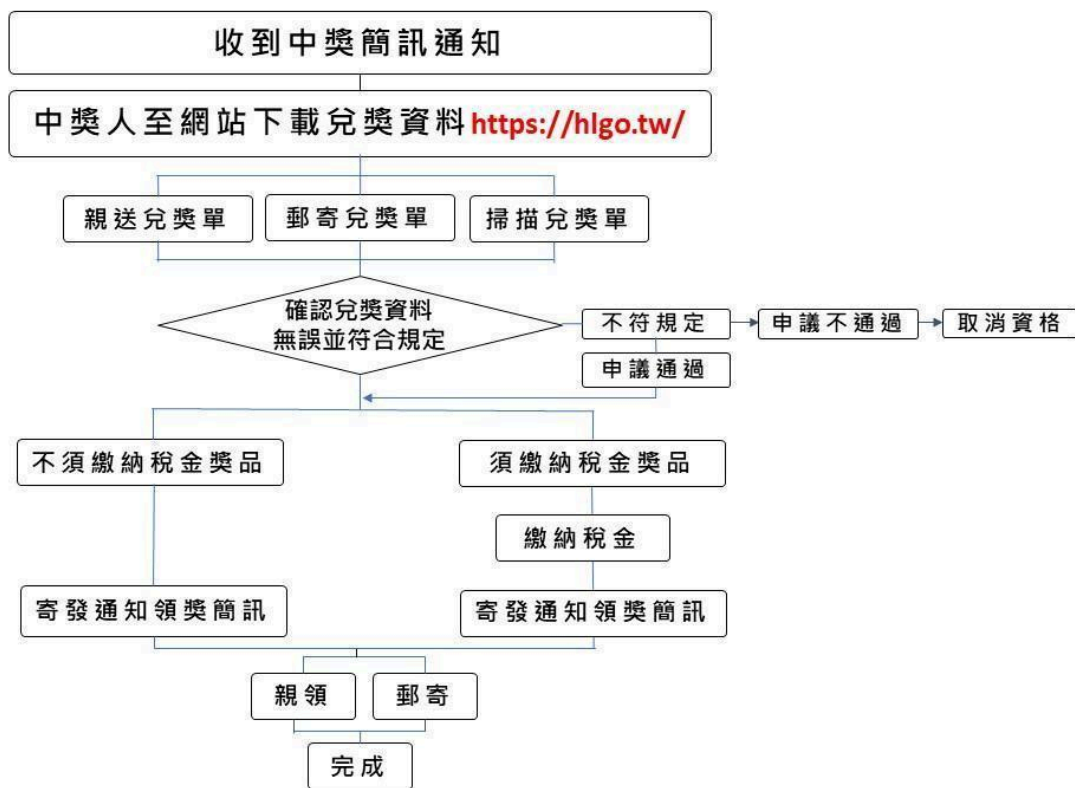 收到中獎簡訊通知
中獎人至網站下載兌獎資料https://hlgo.tw/
親送兌獎單
郵寄兌獎單
掃描兌獎單
確認兌獎資料
無誤並符合規定
不符規定
申議不通過
取消資格
申議通過
不須繳納稅金獎品
須繳納稅金獎品
繳納稅金
寄發通知領獎簡訊
寄發通知領獎簡訊
親領
郵寄
完成